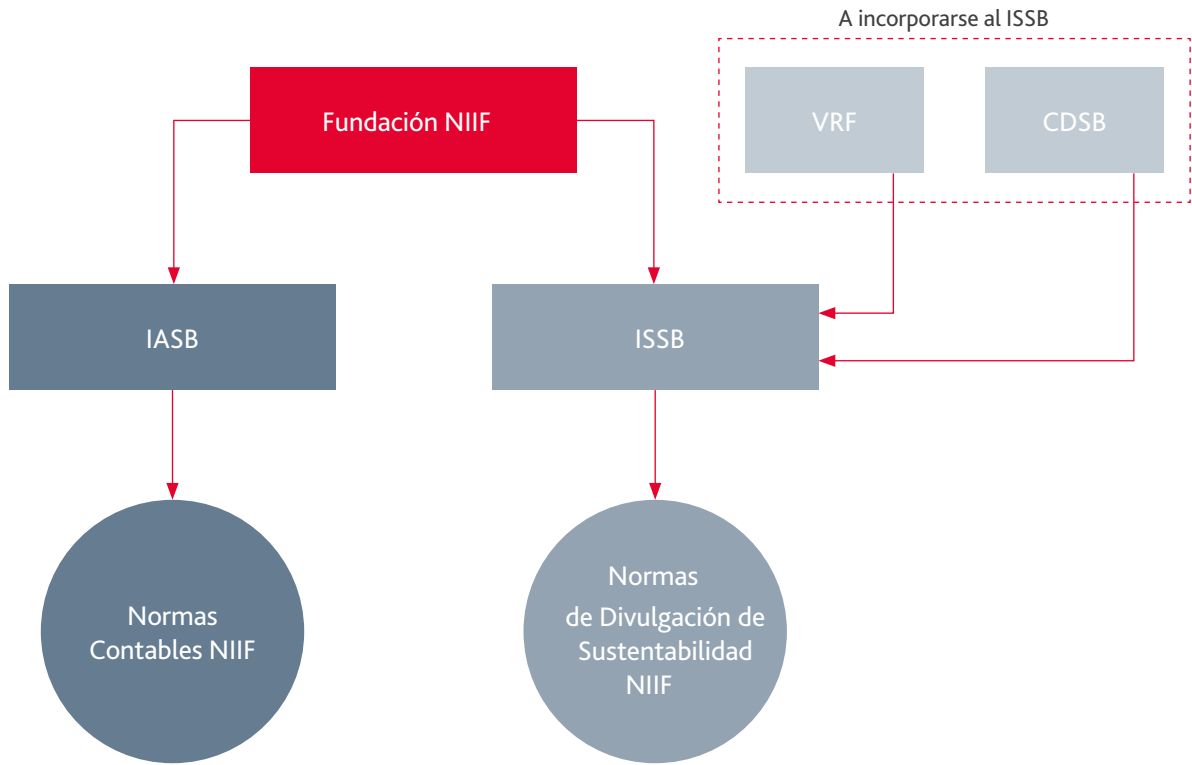 A incorporarse al ISSB
Fundación NIIF
VRF
CDSB
IASB
ISSB
Normas
Contables NIIF
Normas
de Divulgación de
Sustentabilidad
NIIF